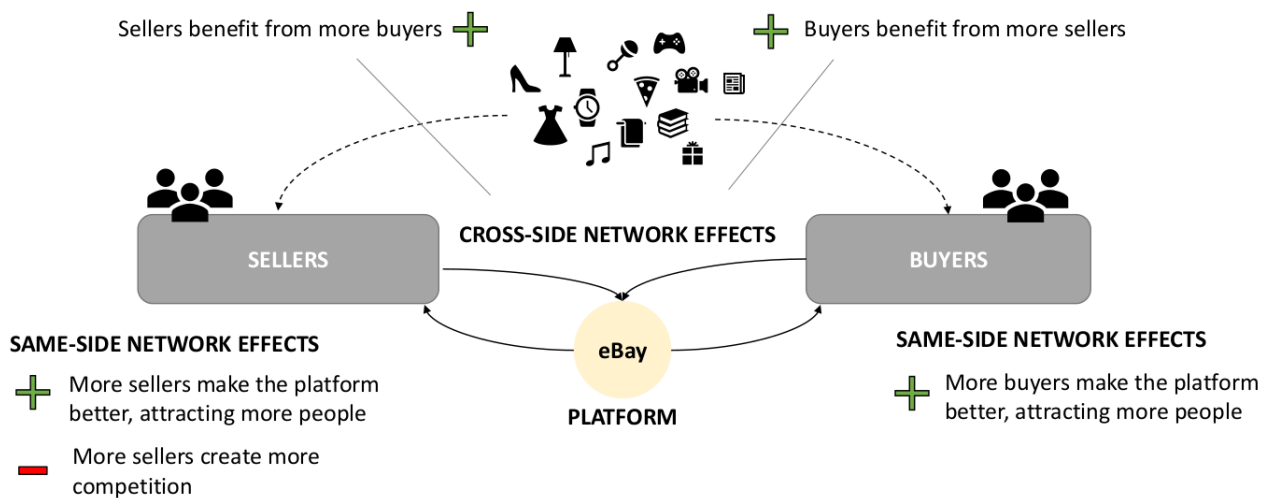 Sellers benefit from more buyers
Buyers benefit from more sellers
CROSS-SIDE NETWORK EFFECTS
SELLERS
BUYERS
eBay
PLATFORM
SAME-SIDE NETWORK EFFECTS
More sellers make the platform
better, attracting more people
More sellers create more
competition
SAME-SIDE NETWORK EFFECTS
More buyers make the platform
better, attracting more people